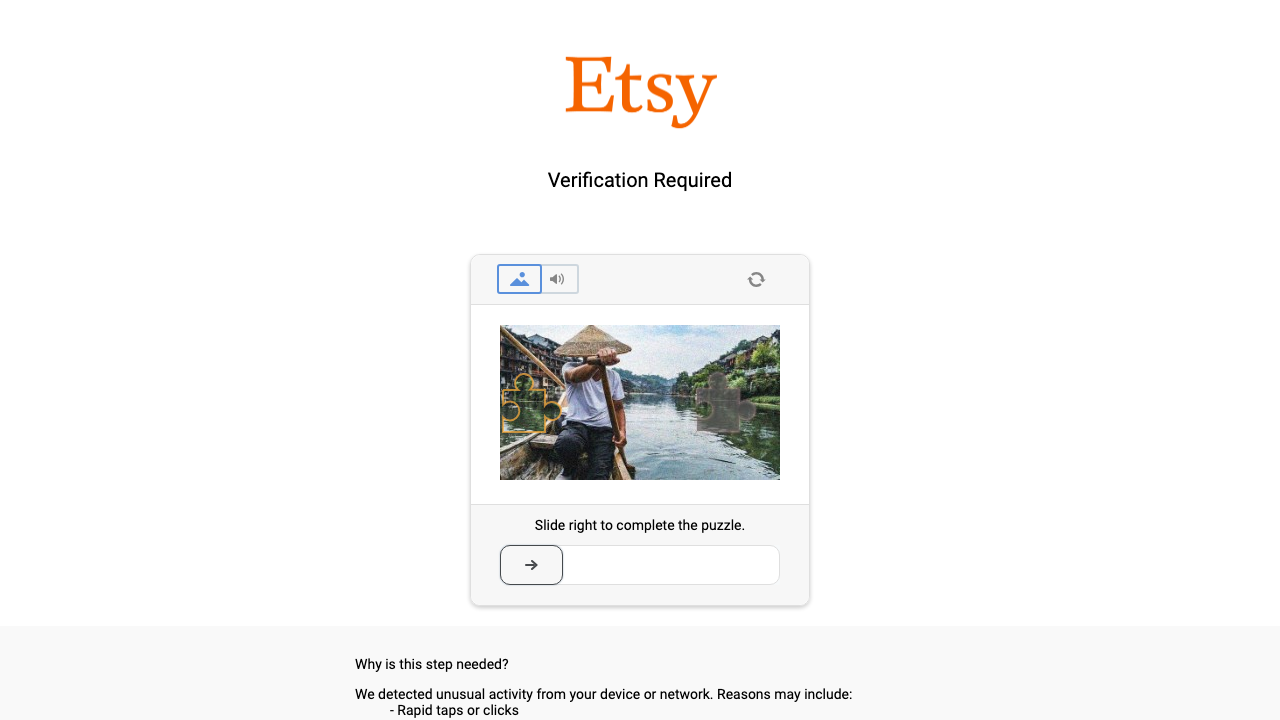 Etsy
Verification Required
Slide right to complete the puzzle.
Why is this step needed?
We detected unusual activity from your device or network. Reasons may include:
- Rapid taps or clicks